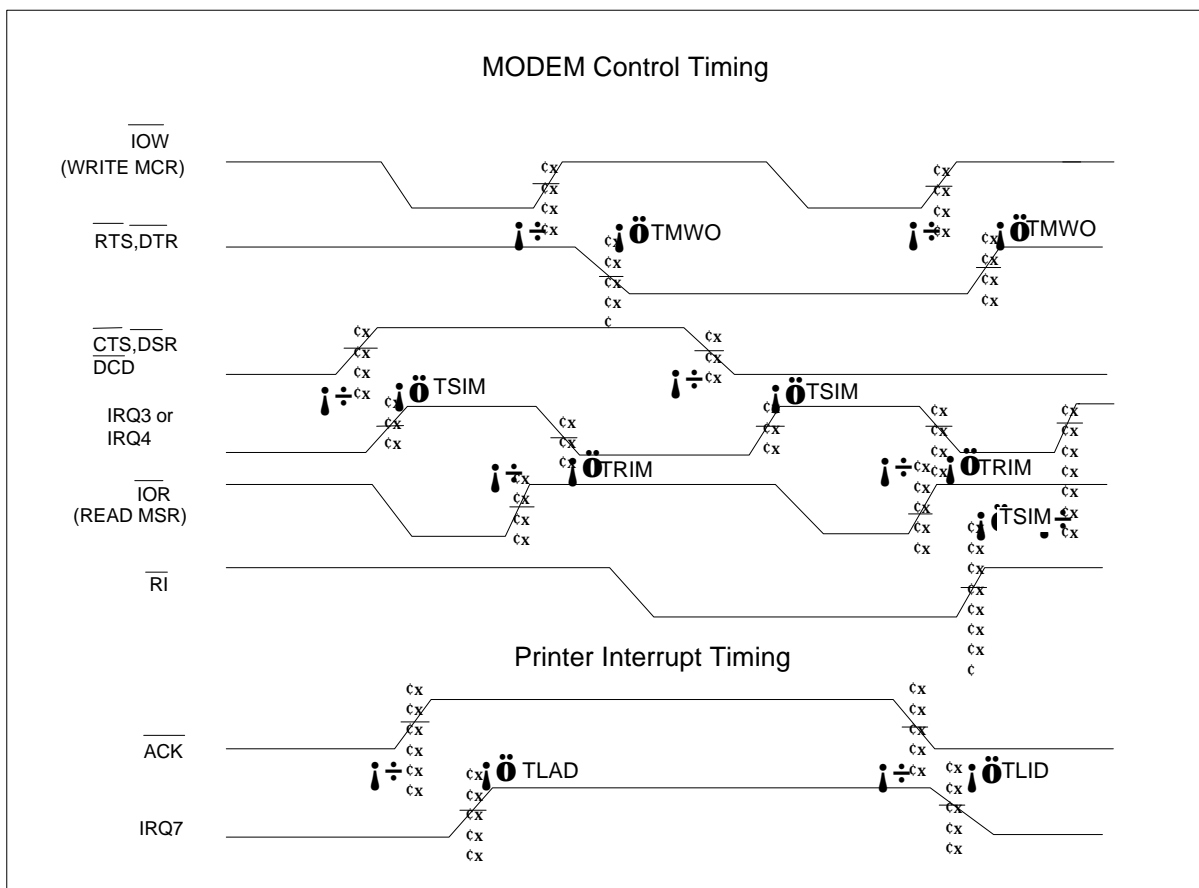 MODEM Control Timing
IOW
(WRITE MCR)
RTS,DTR
TMWO
TMWO
CTS,DSR
DCD
TSIM
TSIM
IRQ3 or
IRQ4
TRIM
TRIM
IOR
(READ MSR)
TSIM
RI
Printer Interrupt Timing
ACK
TLAD
TLID
IRQ7